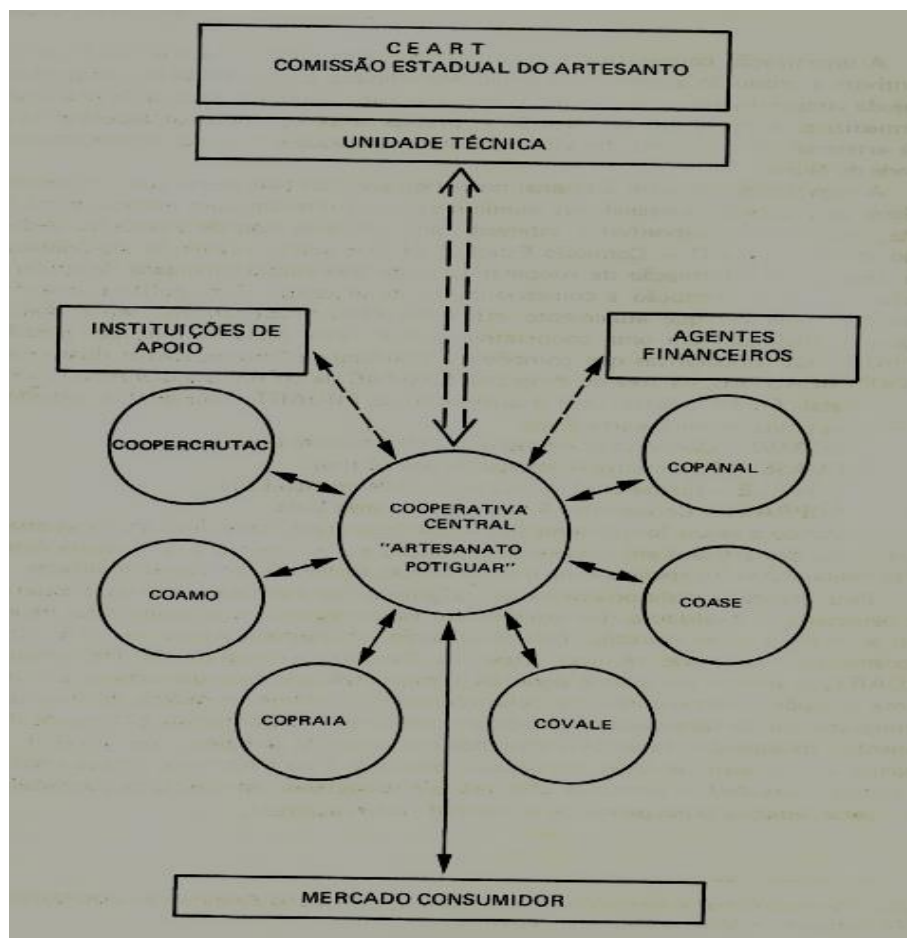 CEART
COMISSÃO ESTADUAL DO ARTESANTO
UNIDADE TÉCNICA
INSTITUIÇÕES DE
APOIO
AGENTES
FINANCEIROS
COOPERCRUTAC
COPANAL
COOPERATIVA
CENTRAL
"ARTESANATO
POTIGUAR"
COAMO
COASE
COPRAIA
COVALE
MERCADO CONSUMIDOR